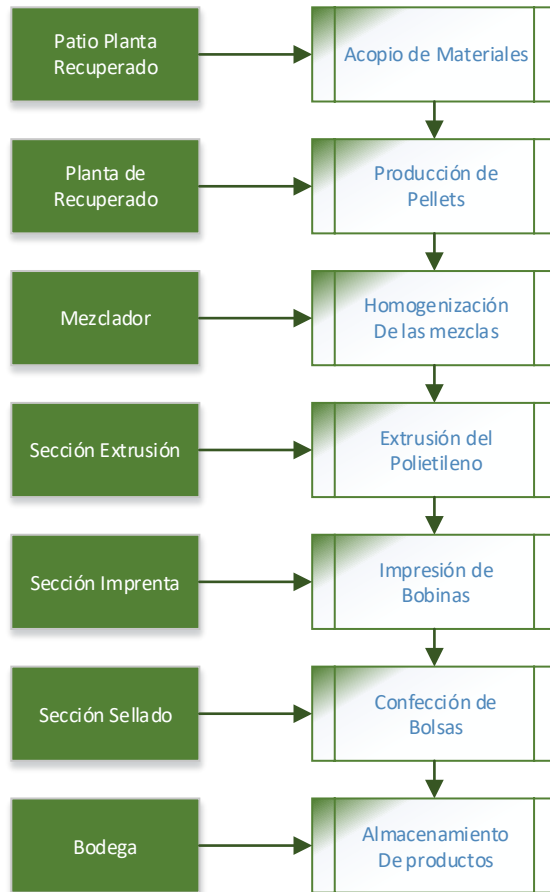 Patio Planta
Recuperado
Acopio de Materiales
Planta de
Recuperado
Producción de
Pellets
Mezclador
Homogenización
De las mezclas
Sección Extrusión
Extrusión del
Polietileno
Sección Imprenta
Impresión de
Bobinas
Sección Sellado
Confección de
Bolsas
Bodega
Almacenamiento
De productos